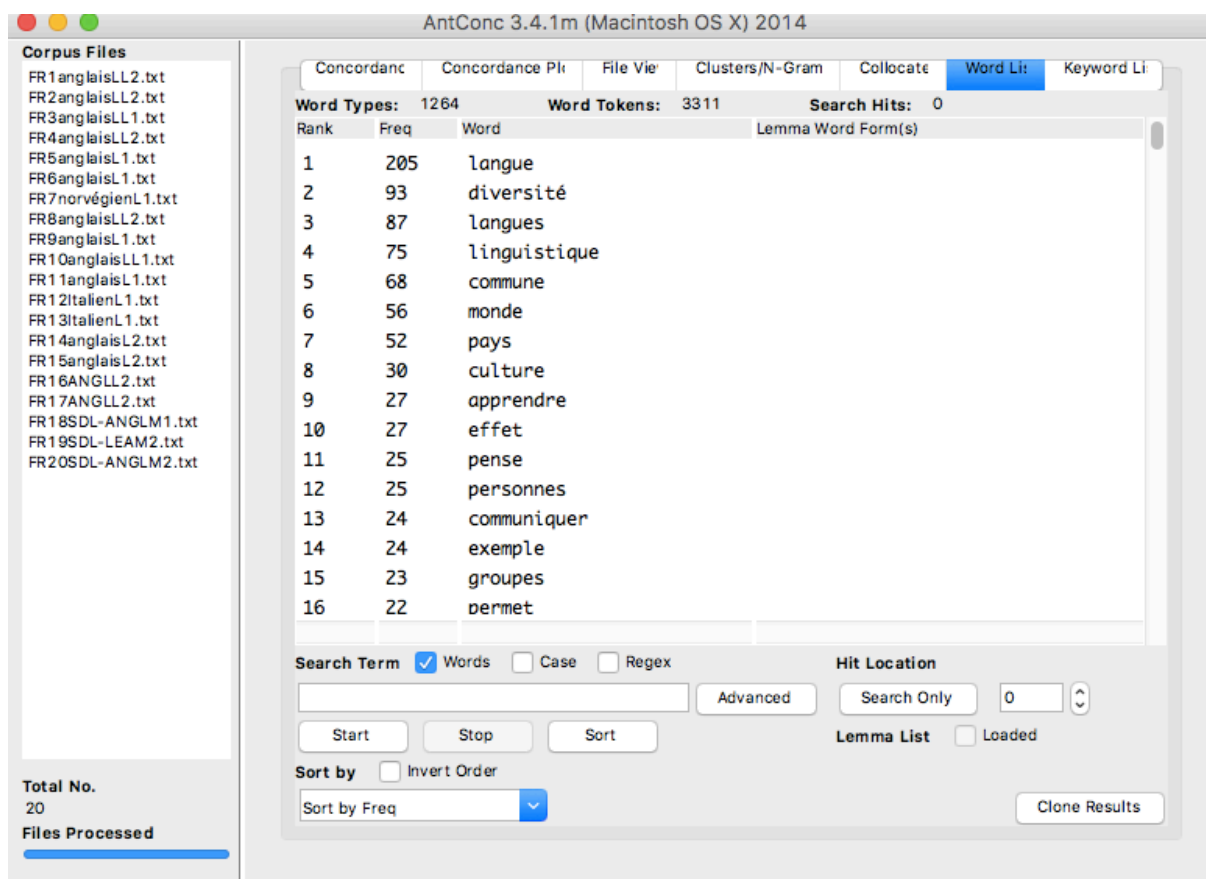 AntConc 3.4.1m (Macintosh OS X) 2014
Corpus Files
FR1anglaisLL2.txt
FR2anglaisLL2.txt
FR3anglaisLL1.txt
FR4anglaisLL2.txt
FR5anglaisL1.txt
FR6anglaisL1.txt
FR7norvégienL1.txt
FR8anglaisLL2.txt
FR9anglaisL1.txt
FR10anglaisLL1.txt
FR11anglaisL1.txt
FR12ItalienL1.txt
FR13ItalienL1.txt
FR14anglaisL2.txt
FR15anglaisL2.txt
FR16ANGLL2.txt
FR17ANGLL2.txt
FR18SDL-ANGLM1.txt
FR19SDL-LEAM2.txt
FR20SDL-ANGLM2.txt
Total No.
20
Files Processed
Concordanc Concordance Plo File Vie Clusters/N-Gram Collocate Word Lis Keyword Li
Word Types: 1264 Word Tokens: 3311 Search Hits: 0
Rank Freq Word Lemma Word Form(s)
1 205 langue
2 93 diversité
3 87 langues
4 75 linguistique
5 68 commune
6 56 monde
7 52 pays
8 30 culture
9 27 apprendre
10 27 effet
11 25 pense
12 25 personnes
13 24 communiquer
14 24 exemple
15 23 groupes
16 22 permet
Search Term Words Case Regex Hit Location
Advanced Search Only 0
Start Stop Sort Lemma List Loaded
Sort by Invert Order
Sort by Freq Clone Results